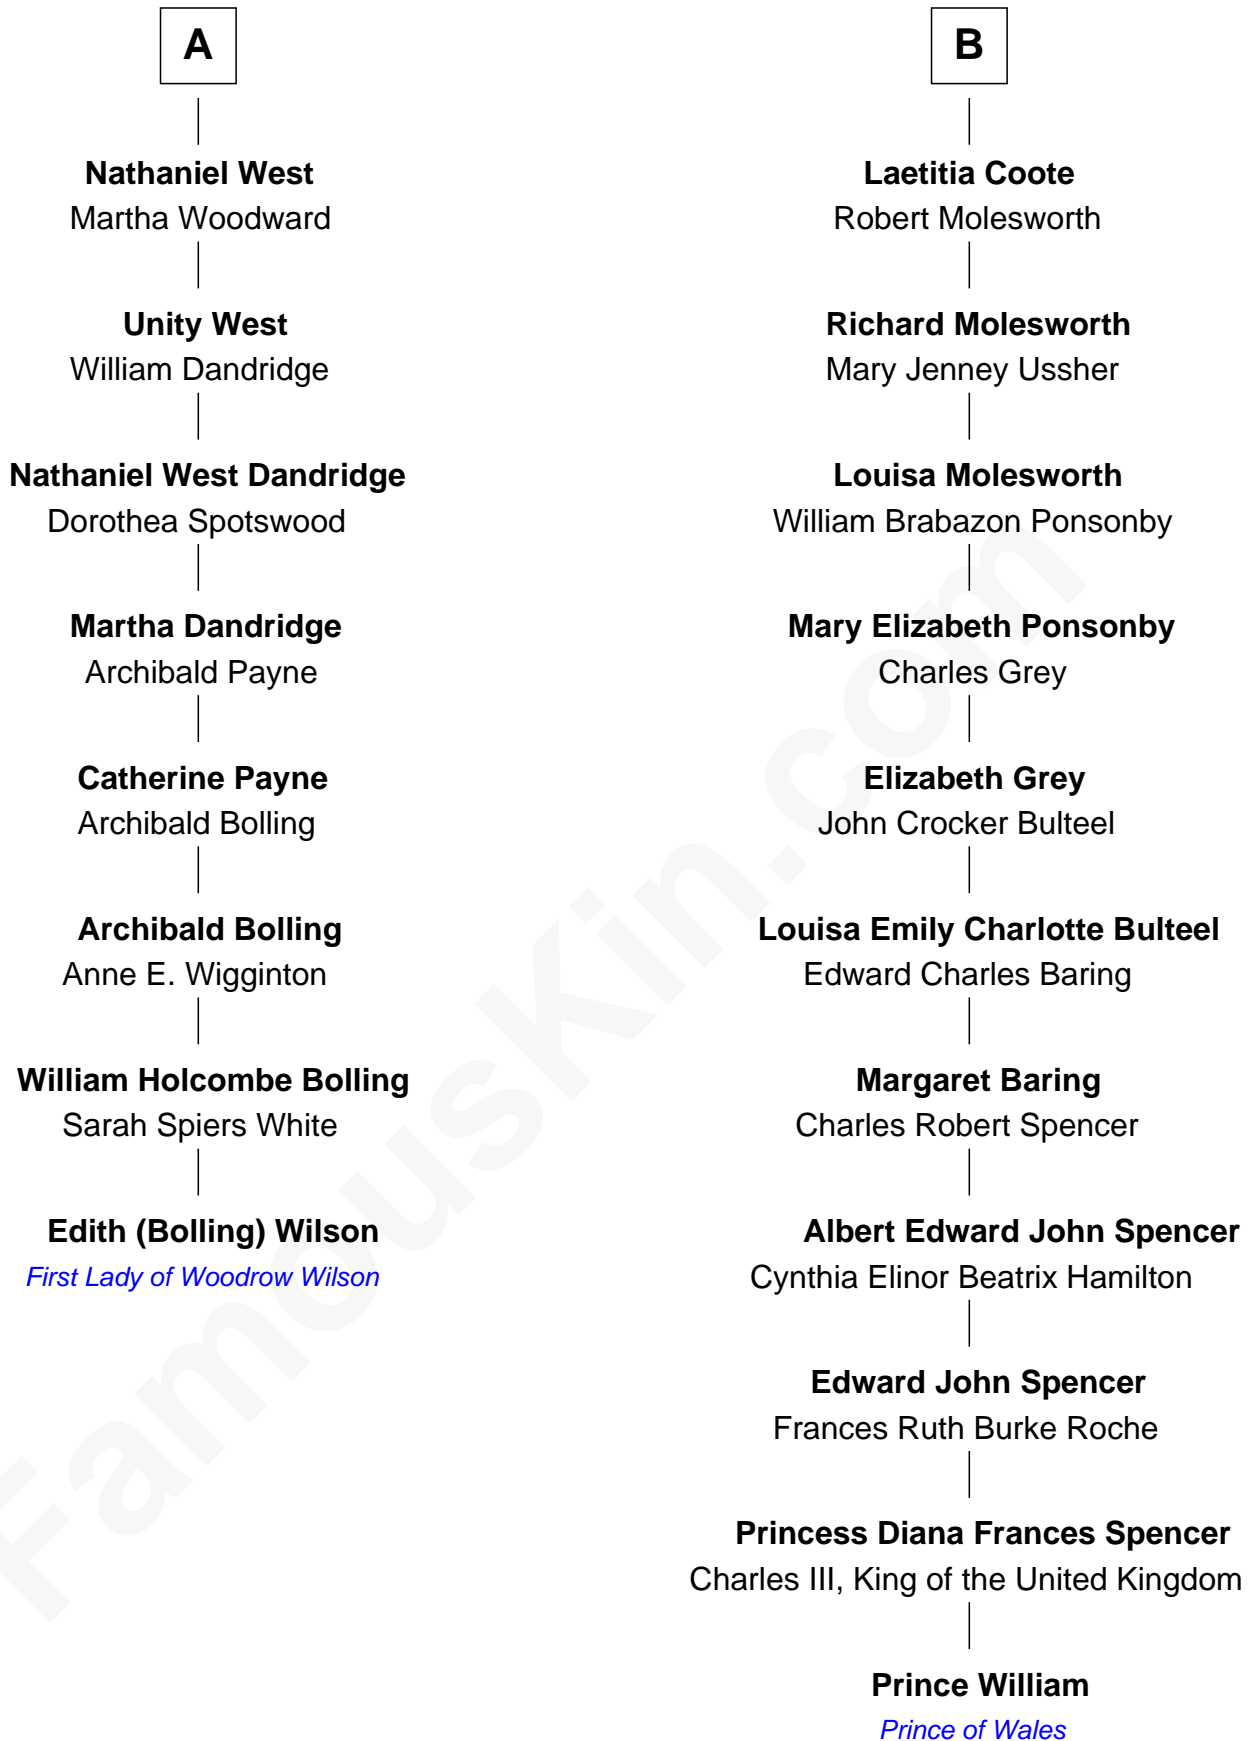 A
Nathaniel West
Martha Woodward
Unity West
William Dandridge
Nathaniel West Dandridge
Dorothea Spotswood
Martha Dandridge
Archibald Payne
Catherine Payne
Archibald Bolling
Archibald Bolling
Anne E. Wigginton
William Holcombe Bolling
Sarah Spiers White
Edith (Bolling) Wilson
First Lady of Woodrow Wilson
B
Laetitia Coote
Robert Molesworth
Richard Molesworth
Mary Jenney Ussher
Louisa Molesworth
William Brabazon Ponsonby
Mary Elizabeth Ponsonby
Charles Grey
Elizabeth Grey
John Crocker Bulteel
Louisa Emily Charlotte Bulteel
Edward Charles Baring
Margaret Baring
Charles Robert Spencer
Albert Edward John Spencer
Cynthia Elinor Beatrix Hamilton
Edward John Spencer
Frances Ruth Burke Roche
Princess Diana Frances Spencer
Charles III, King of the United Kingdom
Prince William
Prince of Wales
FamousKin.com